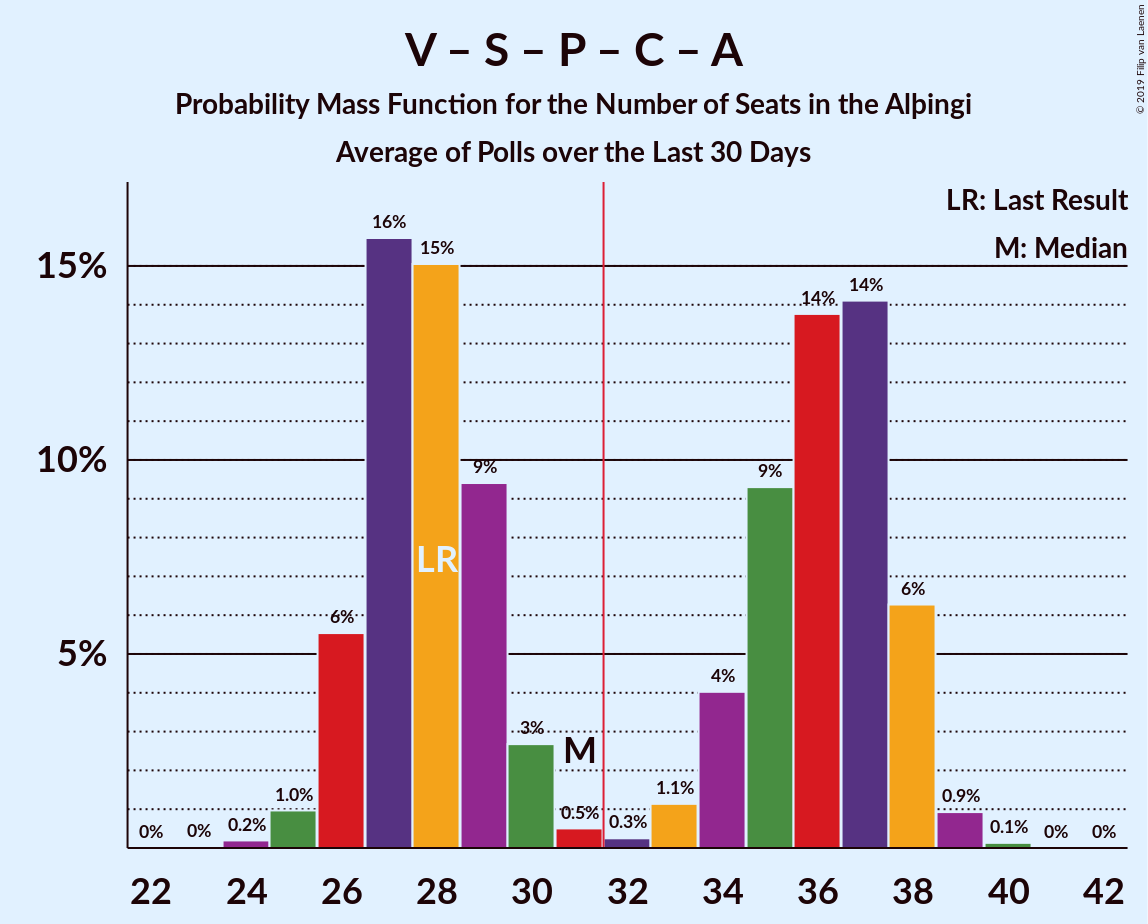 V – S – P – C – A
Probability Mass Function for the Number of Seats in the Alþingi
Average of Polls over the Last 30 Days
© 2019 Filip van Laenen
LR: Last Result
M: Median
15%
10%
5%
0%
0%
0.2%
1.0%
6%
16%
15%
9%
3%
0.5%
0.3%
1.1%
4%
9%
14%
14%
6%
0.9%
0.1%
0%
0%
LR
M
22 24 26 28 30 32 34 36 38 40 42